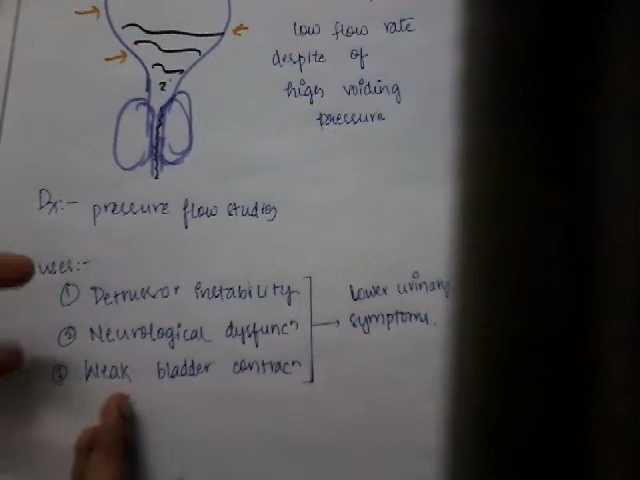 low flow rate
despite of
high voiding
pressure
Dx:- pressure flow studies
uses:-
① Detrusor instability
② Neurological dysfuncn
③ Weak bladder contracn
Lower urinary
symptoms.